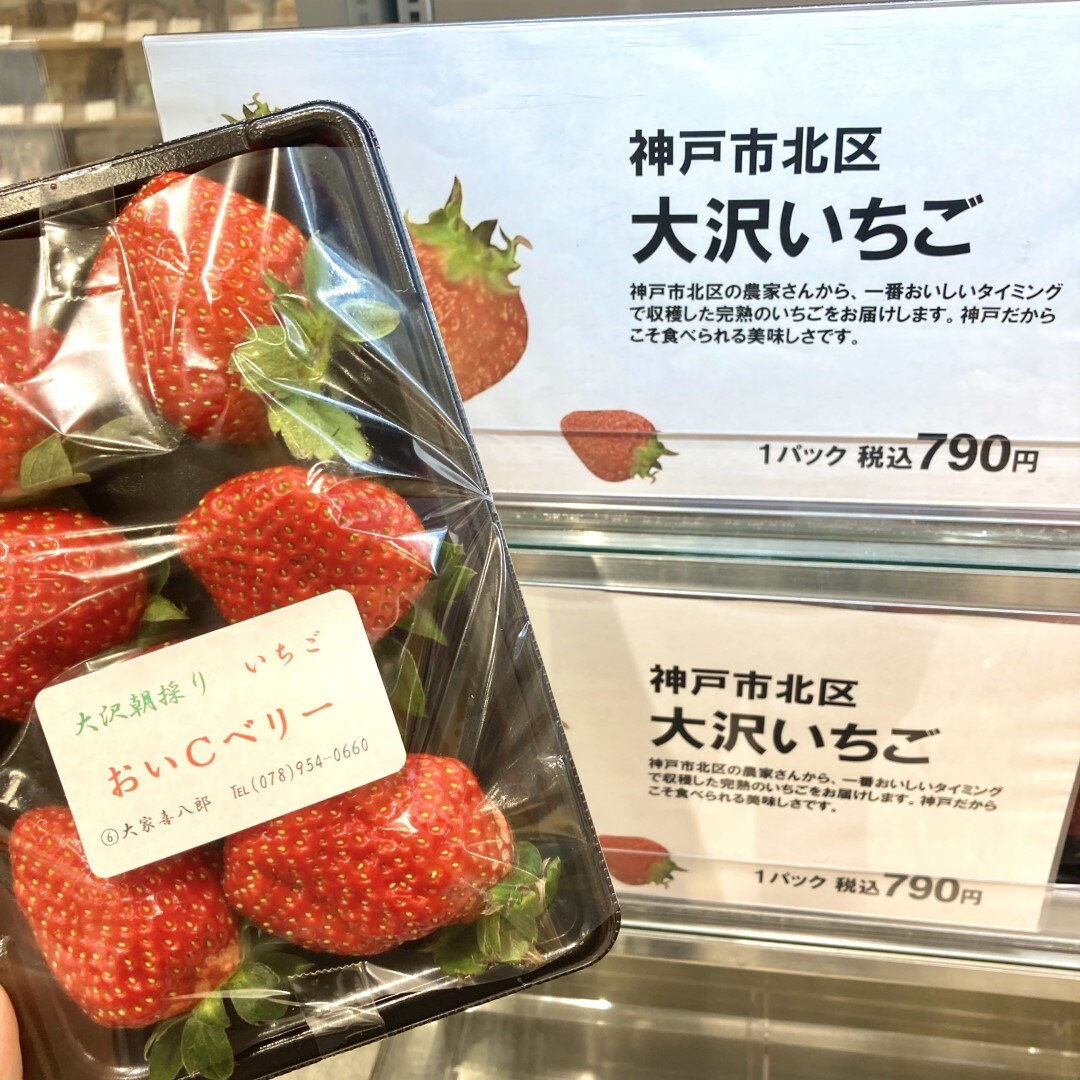 神戸市北区
大沢いちご
神戸市北区の農家さんから、一番おいしいタイミング
で収穫した完熟のいちごをお届けします。神戸だから
こそ食べられる美味しさです。
1パック 税込790円
大沢朝採り いちご
おいCベリー
⑥大家喜八郎 TEL(078)954-0660
神戸市北区
大沢いちご
神戸市北区の農家さんから、一番おいしいタイミング
で収穫した完熟のいちごをお届けします。神戸だから
こそ食べられる美味しさです。
1パック 税込790円